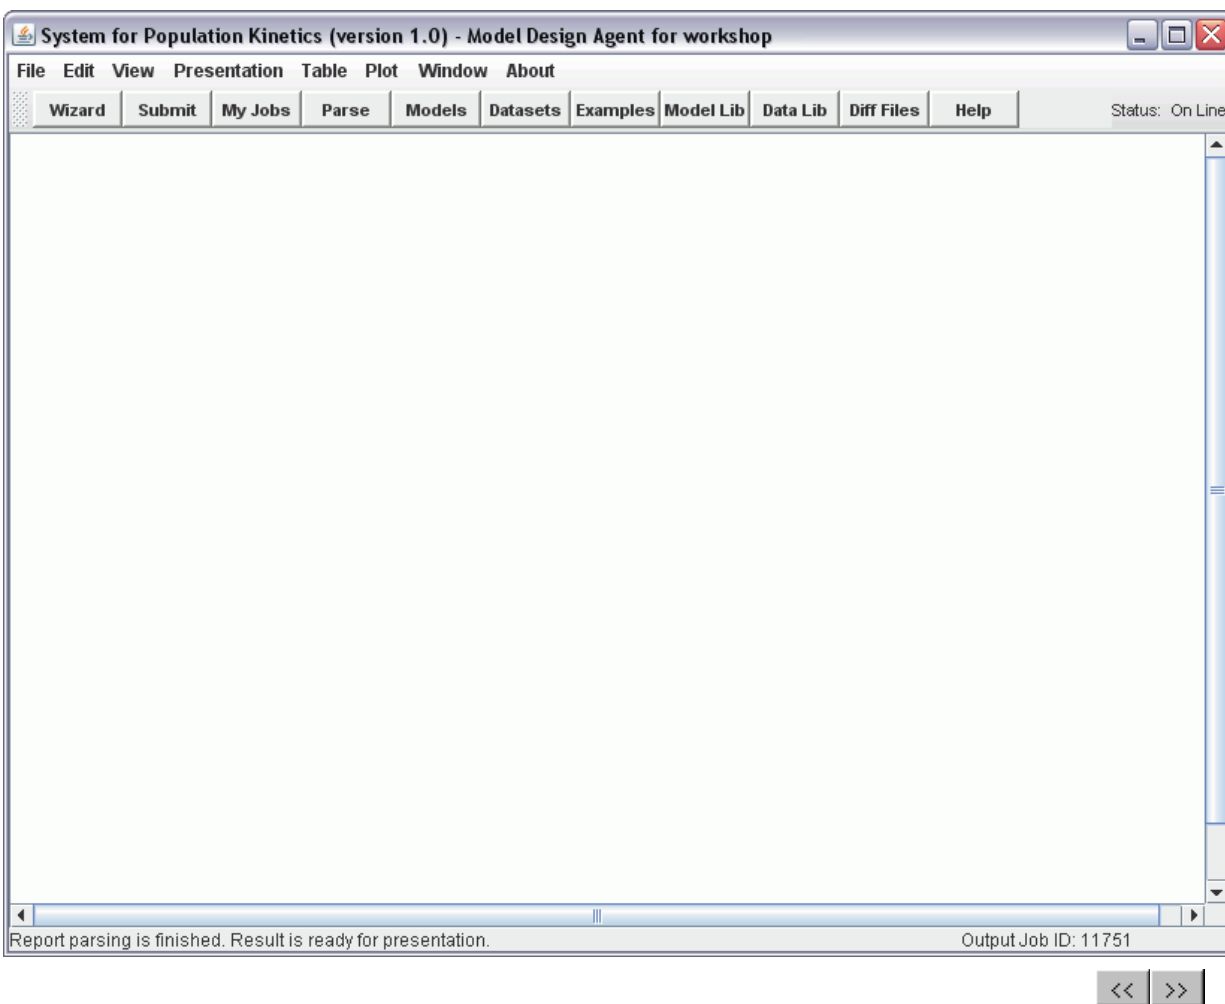 System for Population Kinetics (version 1.0) - Model Design Agent for workshop
File Edit View Presentation Table Plot Window About
Wizard Submit My Jobs Parse Models Datasets Examples Model Lib Data Lib Diff Files Help Status: On Line
Report parsing is finished. Result is ready for presentation. Output Job ID: 11751
<< >>